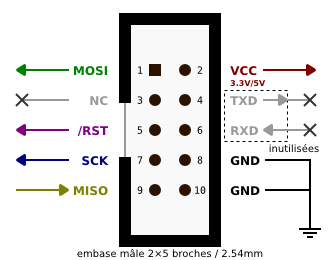 MOSI 1 2 VCC
3.3V/5V
NC 3 4 TXD
/RST 5 6 RXD
inutilisées
SCK 7 8 GND
MISO 9 10 GND
embase mâle 2×5 broches / 2.54mm